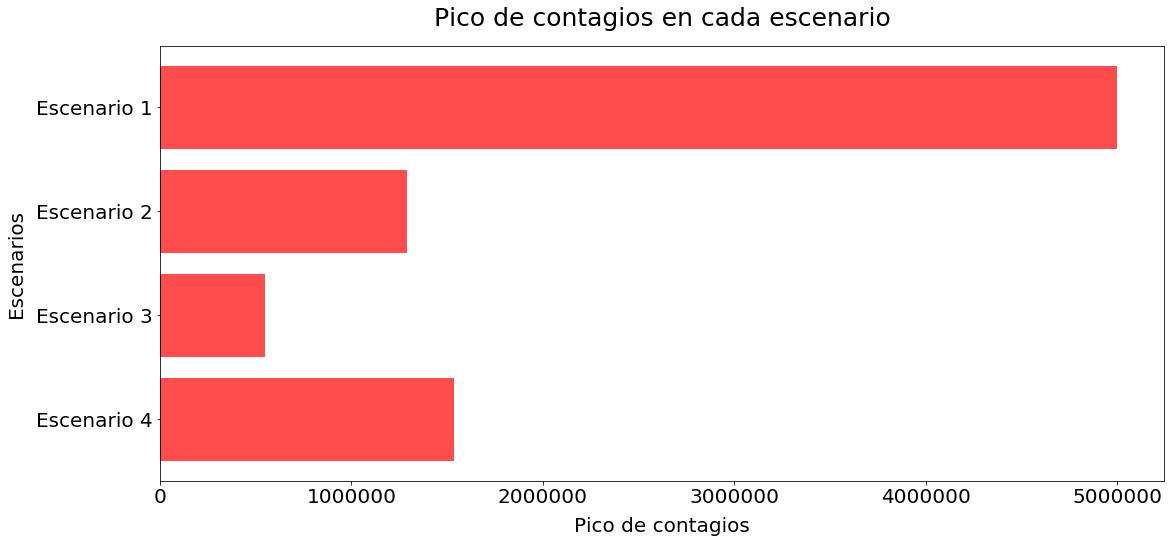 Pico de contagios en cada escenario
Escenarios
Escenario 1
Escenario 2
Escenario 3
Escenario 4
0 1000000 2000000 3000000 4000000 5000000
Pico de contagios